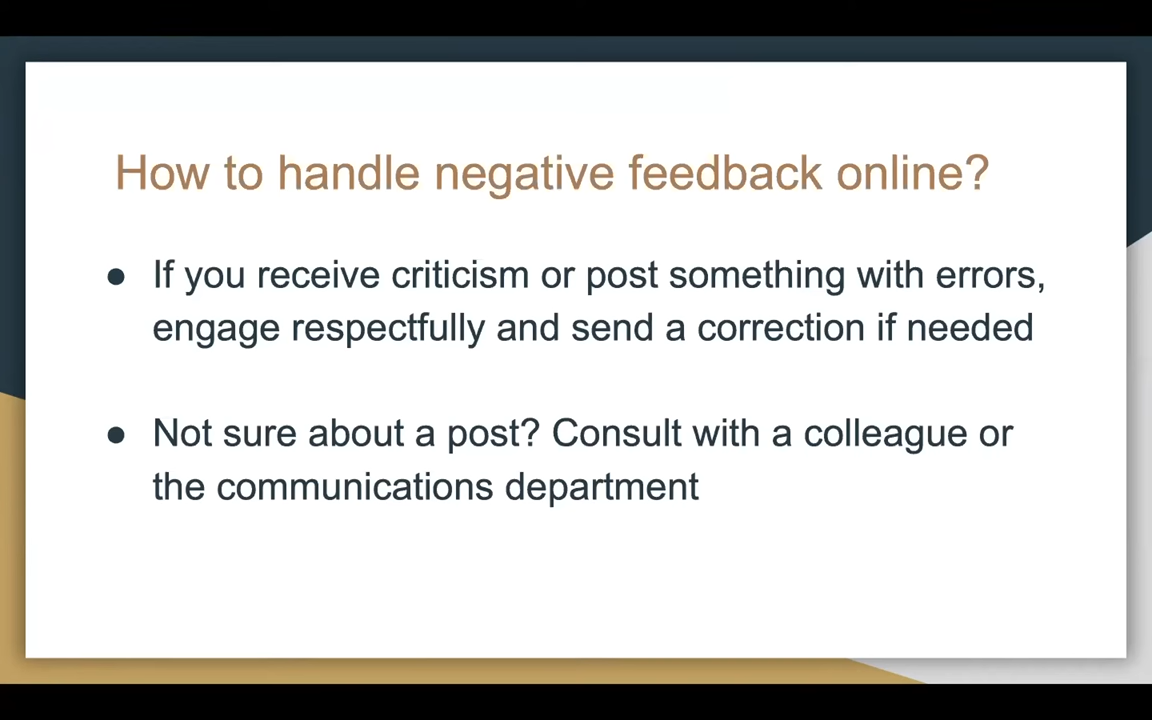 How to handle negative feedback online?
● If you receive criticism or post something with errors,
engage respectfully and send a correction if needed
● Not sure about a post? Consult with a colleague or
the communications department